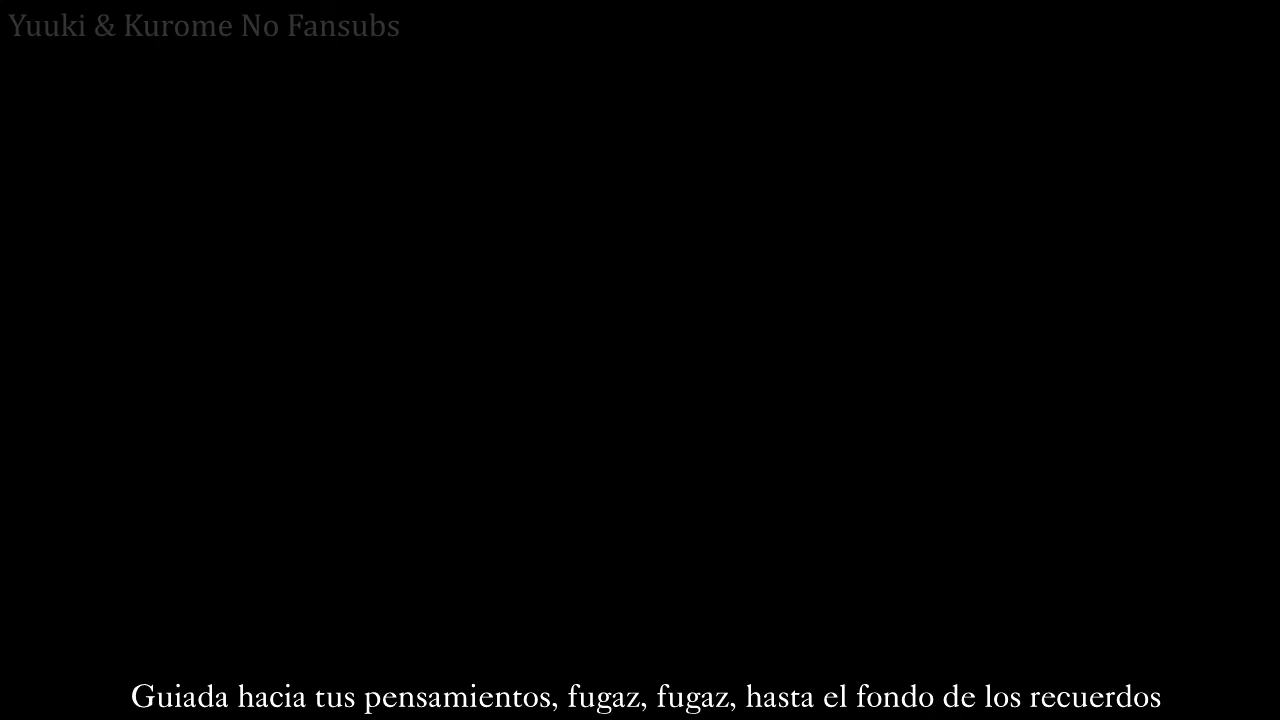 Yuuki & Kurome No Fansubs
Guiada hacia tus pensamientos, fugaz, fugaz, hasta el fondo de los recuerdos